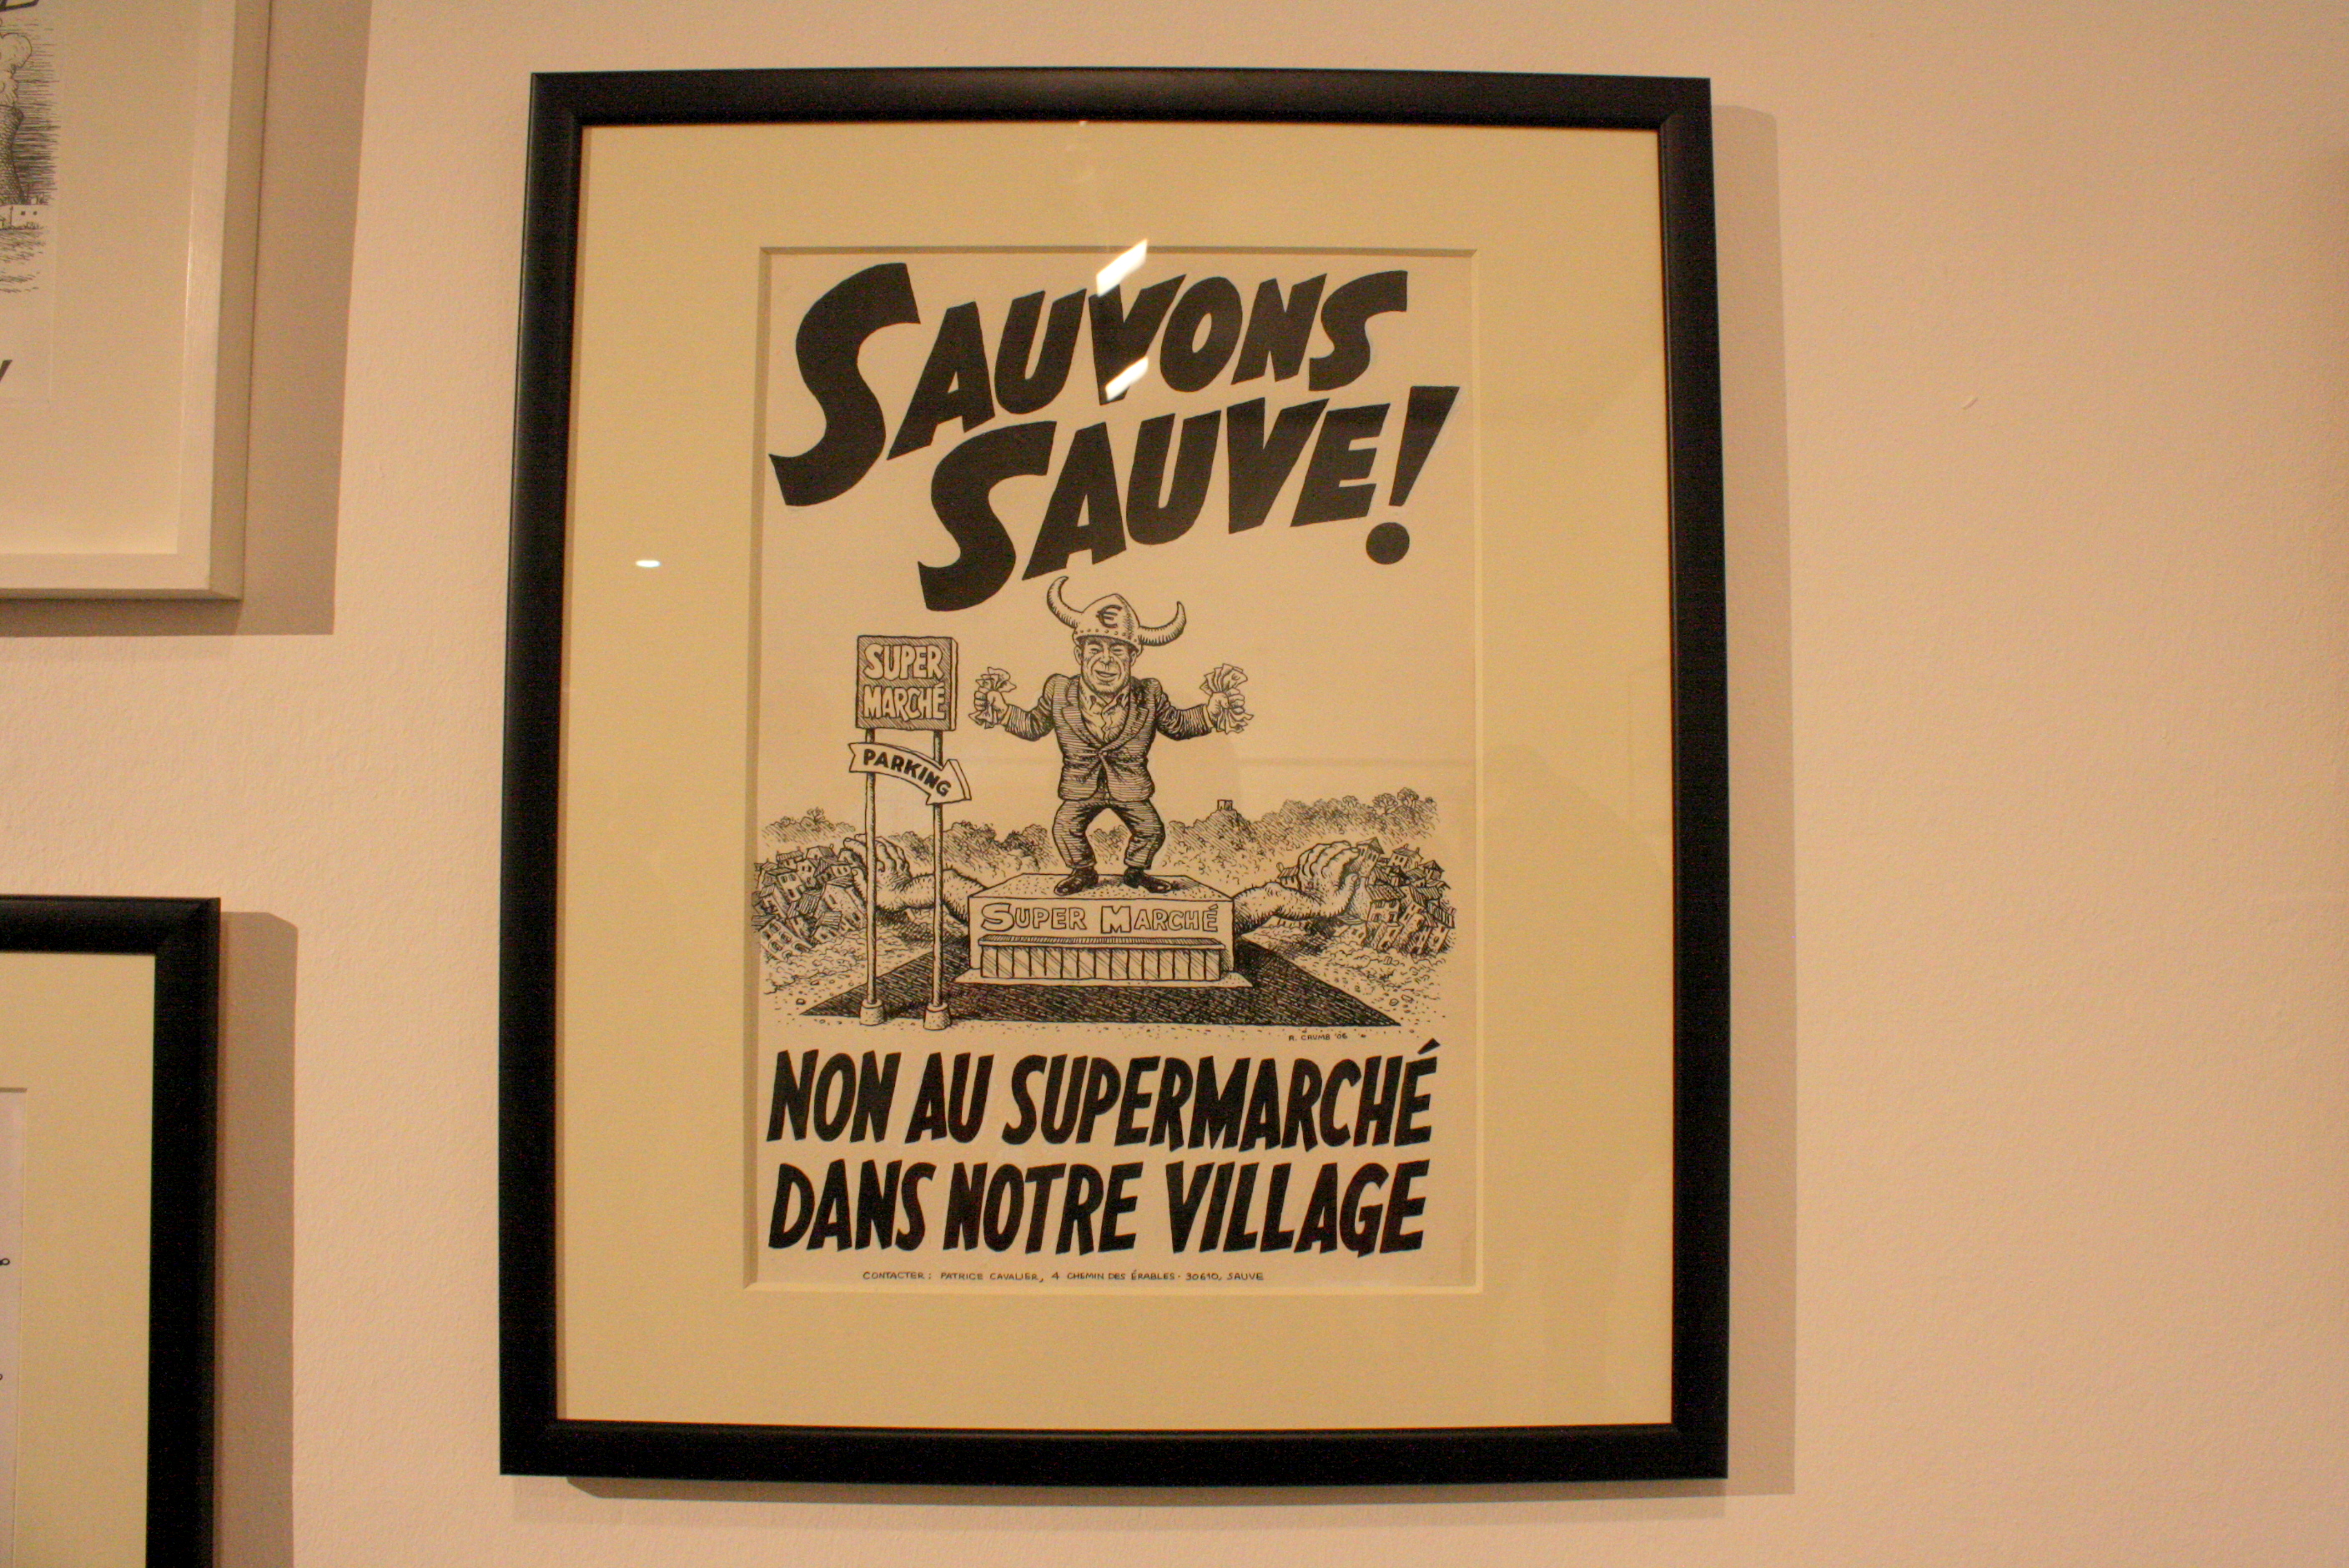 SAUVONS
SAUVE!
€
SUPER
MARCHÉ
PARKING
SUPER MARCHÉ
R. CRUMB '06
NON AU SUPERMARCHÉ
DANS NOTRE VILLAGE
CONTACTER: PATRICE CAVALIER, 4 CHEMIN DES ÉRABLES · 30610, SAUVE